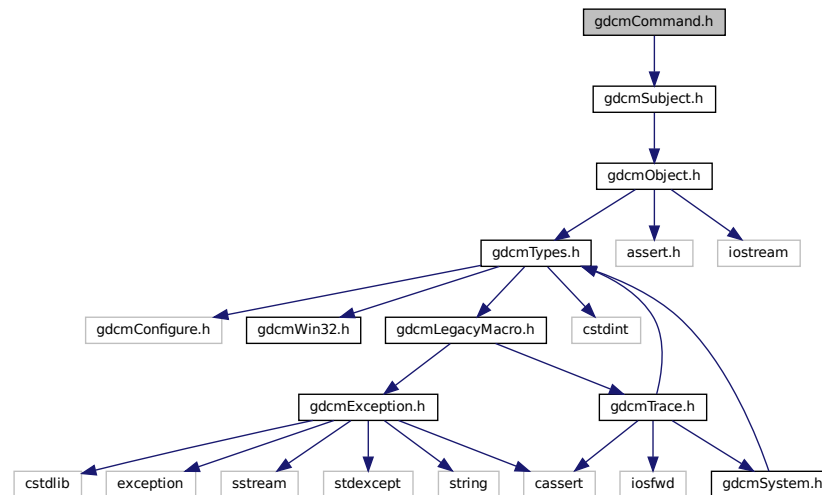 gdcmCommand.h
gdcmSubject.h
gdcmObject.h
gdcmTypes.h
assert.h
iostream
gdcmConfigure.h
gdcmWin32.h
gdcmLegacyMacro.h
cstdint
gdcmException.h
gdcmTrace.h
cstdlib
exception
sstream
stdexcept
string
cassert
iosfwd
gdcmSystem.h